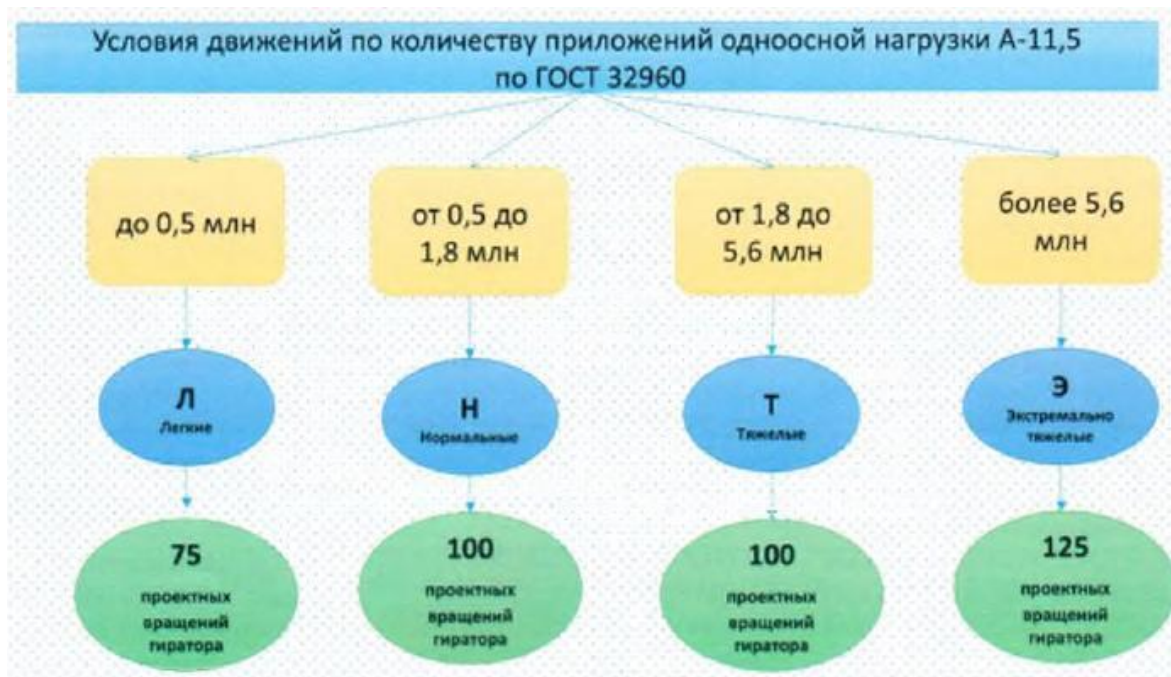 Условия движений по количеству приложений одноосной нагрузки А-11,5
по ГОСТ 32960
до 0,5 млн
от 0,5 до
1,8 млн
от 1,8 до
5,6 млн
более 5,6
млн
Л
Легкие
Н
Нормальные
Т
Тяжелые
Э
Экстремально
тяжелые
75
проектных
вращений
гиратора
100
проектных
вращений
гиратора
100
проектных
вращений
гиратора
125
проектных
вращений
гиратора